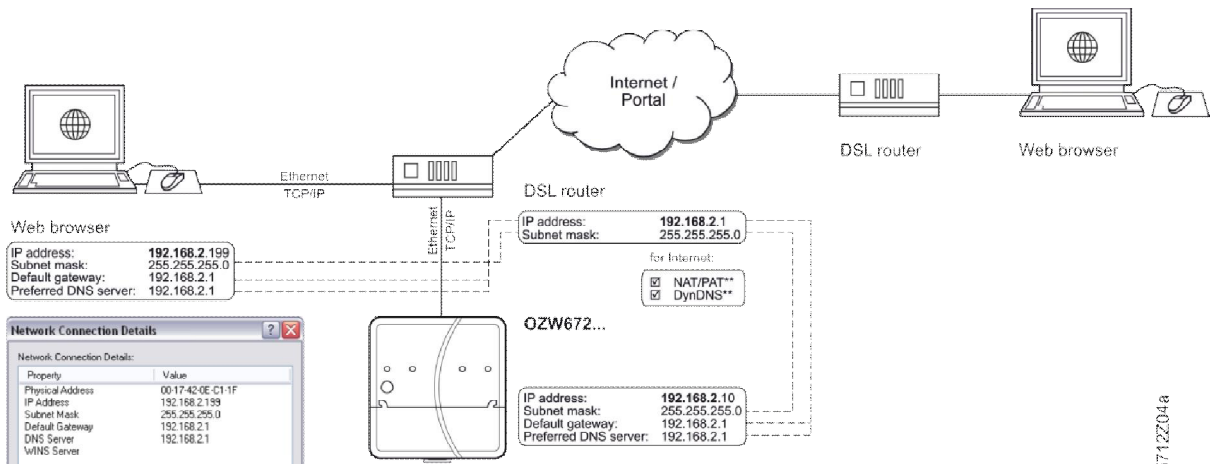 Internet /
Portal
DSL router
Web browser
Ethernet
TCP/IP
DSL router
Ethernet
TCP/IP
Web browser
IP address: 192.168.2.199
Subnet mask: 255.255.255.0
Default gateway: 192.168.2.1
Preferred DNS server: 192.168.2.1
IP address: 192.168.2.1
Subnet mask: 255.255.255.0
for Internet:
NAT/PAT**
DynDNS**
OZW672...
IP address: 192.168.2.10
Subnet mask: 255.255.255.0
Default gateway: 192.168.2.1
Preferred DNS server: 192.168.2.1
Network Connection Details
Network Connection Details:
Property Value
Physical Address 00-17-42-0E-C1-1F
IP Address 192.168.2.199
Subnet Mask 255.255.255.0
Default Gateway 192.168.2.1
DNS Server 192.168.2.1
WINS Server
5712Z04a